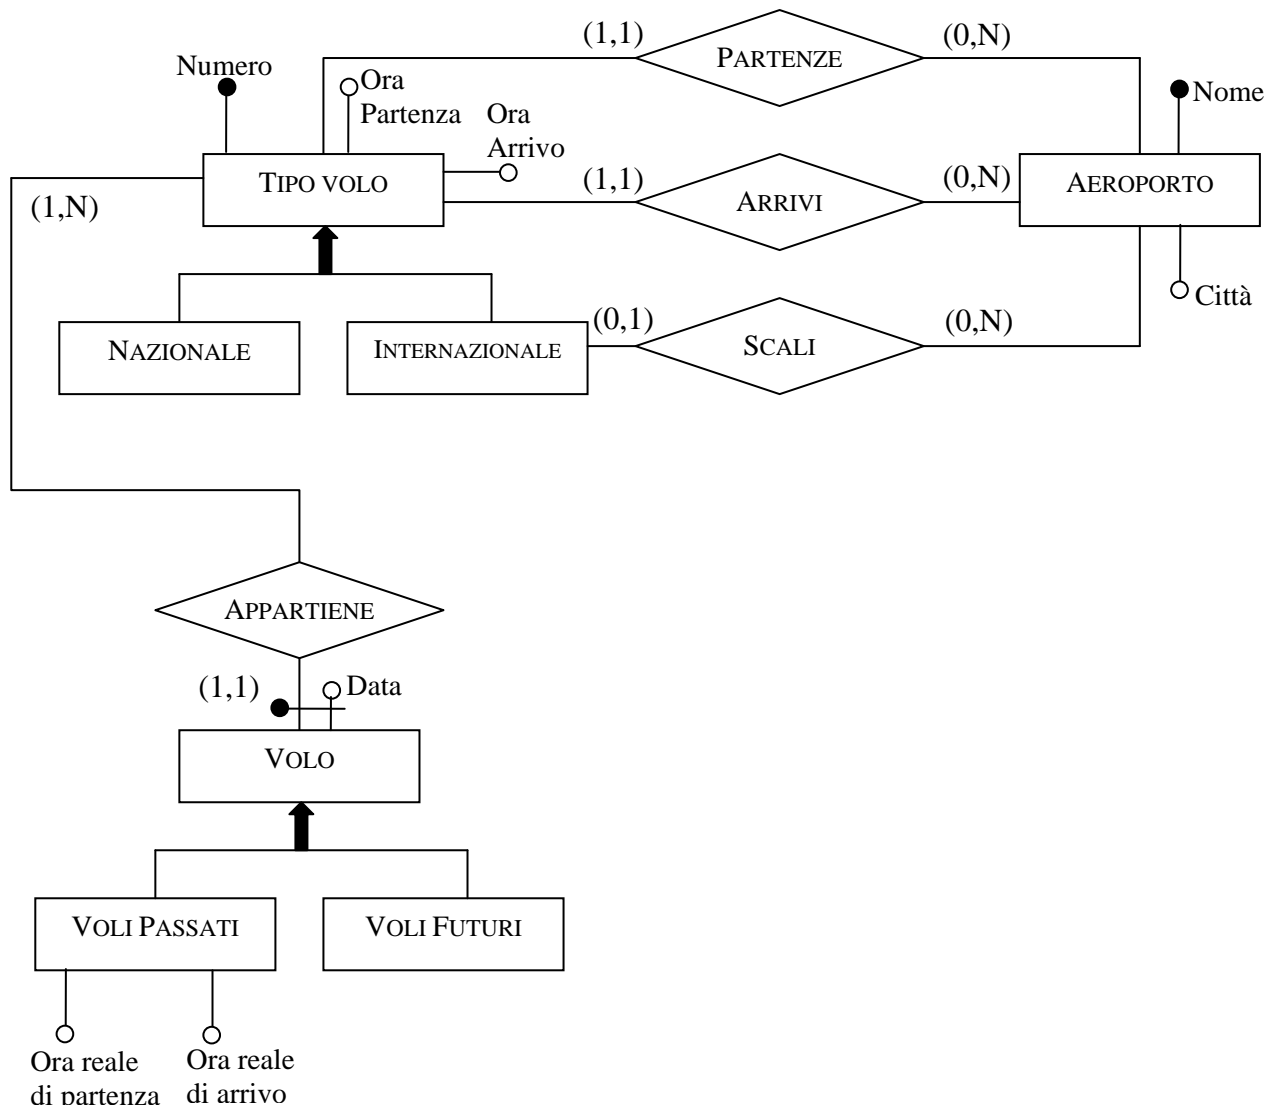 (1,1)
PARTENZE
(0,N)
Numero
Ora
Partenza
Ora
Arrivo
Nome
TIPO VOLO
(1,N)
(1,1)
ARRIVI
(0,N)
AEROPORTO
Città
NAZIONALE
INTERNAZIONALE
(0,1)
SCALI
(0,N)
APPARTIENE
(1,1)
Data
VOLO
VOLI PASSATI
VOLI FUTURI
Ora reale
di partenza
Ora reale
di arrivo